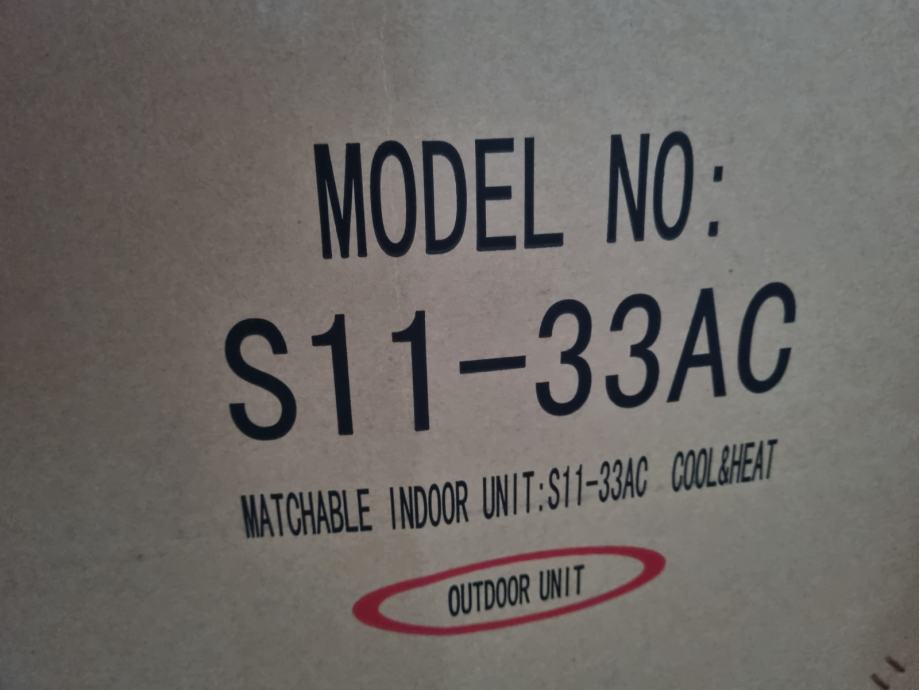 MODEL NO:
S11-33AC
MATCHABLE INDOOR UNIT:S11-33AC COOL&HEAT
OUTDOOR UNIT